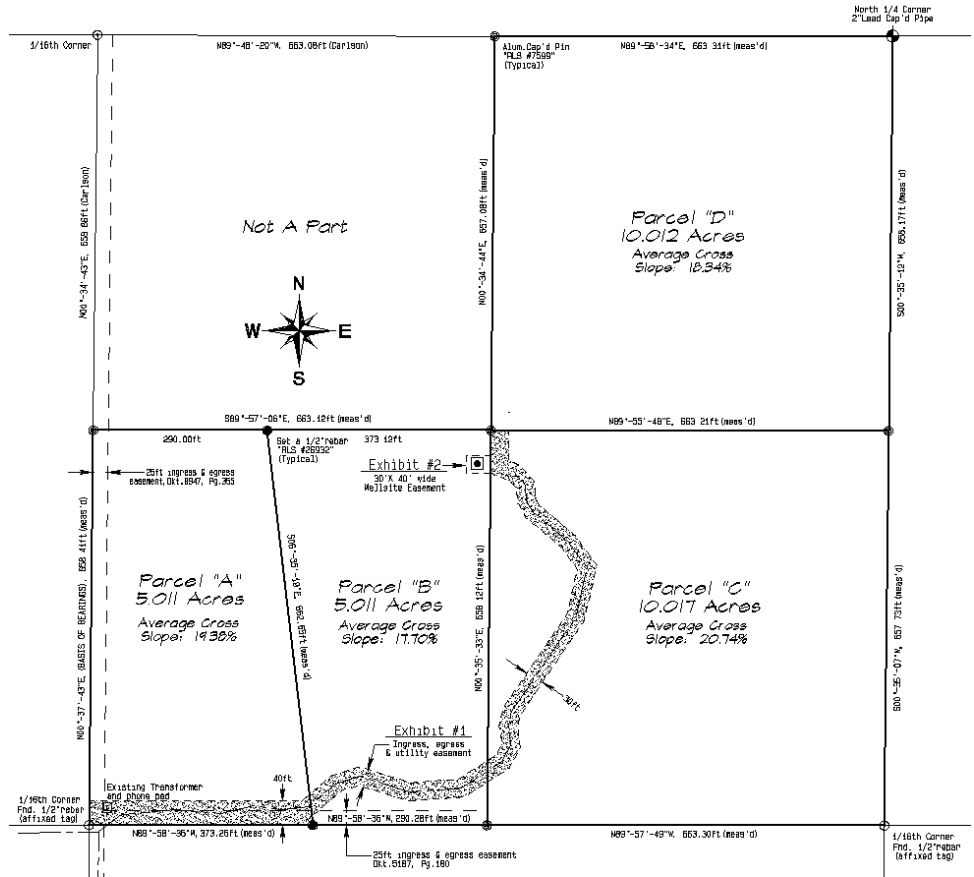 North 1/4 Corner
2"Lead Cap'd Pipe
1/16th Corner
N89°-48'-20"W, 663.08ft(Carlson)
Alum.Cap'd Pin
"RLS #7599"
(Typical)
N89°-58'-34"E, 663 31ft(meas'd)
N00°-34'-43"E, 658 86ft(Carlson)
Not A Part
N
W E
S
N00°-34'-44"E, 657.08ft(meas'd)
Parcel "D"
10.012 Acres
Average Cross
Slope: 18.34%
S00°-35'-12"W, 658.17ft(meas'd)
S89°-57'-06"E, 663.12ft(meas'd)
N89°-55'-48"E, 663 21ft(meas'd)
290.00ft
Set a 1/2"rebar
"RLS #26932"
(Typical)
373 12ft
25ft ingress & egress
easement, Dkt.8947, Pg.355
Exhibit #2
30'X 40' wide
Wellsite Easement
N00°-37'-43"E, (BASIS OF BEARINGS), 658 41ft(meas'd)
Parcel "A"
5.011 Acres
Average Cross
Slope: 19.38%
S06°-35'-10"E, 662.65ft(meas'd)
Parcel "B"
5.011 Acres
Average Cross
Slope: 17.70%
N00°-35'-33"E, 658 12ft(meas'd)
Parcel "C"
10.017 Acres
Average Cross
Slope: 20.74%
S00°-35'-07"W, 657 73ft(meas'd)
30ft
Exhibit #1
Ingress, egress
& utility easement
Existing Transformer
and phone pad
40ft
1/16th Corner
Fnd. 1/2"rebar
(affixed tag)
N89°-58'-36"W, 373.26ft(meas'd)
N89°-58'-36"W, 290.28ft(meas'd)
N89°-57'-49"W, 663.30ft(meas'd)
1/16th Corner
Fnd. 1/2"rebar
(affixed tag)
25ft ingress & egress easement
Dkt.5187, Pg.180